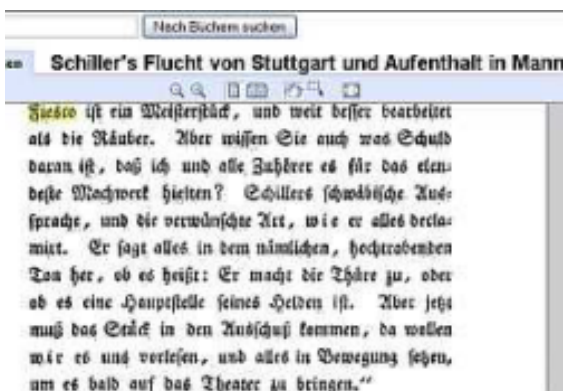 Nach Büchern suchen
en Schiller's Flucht von Stuttgart und Aufenthalt in Mann
Fiesco ist ein Meisterstück, und weit besser bearbeitet
als die Räuber. Aber wissen Sie auch was Schuld
daran ist, daß ich und alle Zuhörer es für das elen-
deste Machwerk hielten? Schillers schwäbische Aus-
sprache, und die verwünschte Art, wie er alles decla-
mirt. Er sagt alles in dem nämlichen, hochtrabenden
Ton her, ob es heißt: Er macht die Thüre zu, oder
ob es eine Hauptstelle seines Helden ist. Aber jetzt
muß das Stück in den Ausschuß kommen, da wollen
wir es uns vorlesen, und alles in Bewegung setzen,
um es bald auf das Theater zu bringen.“